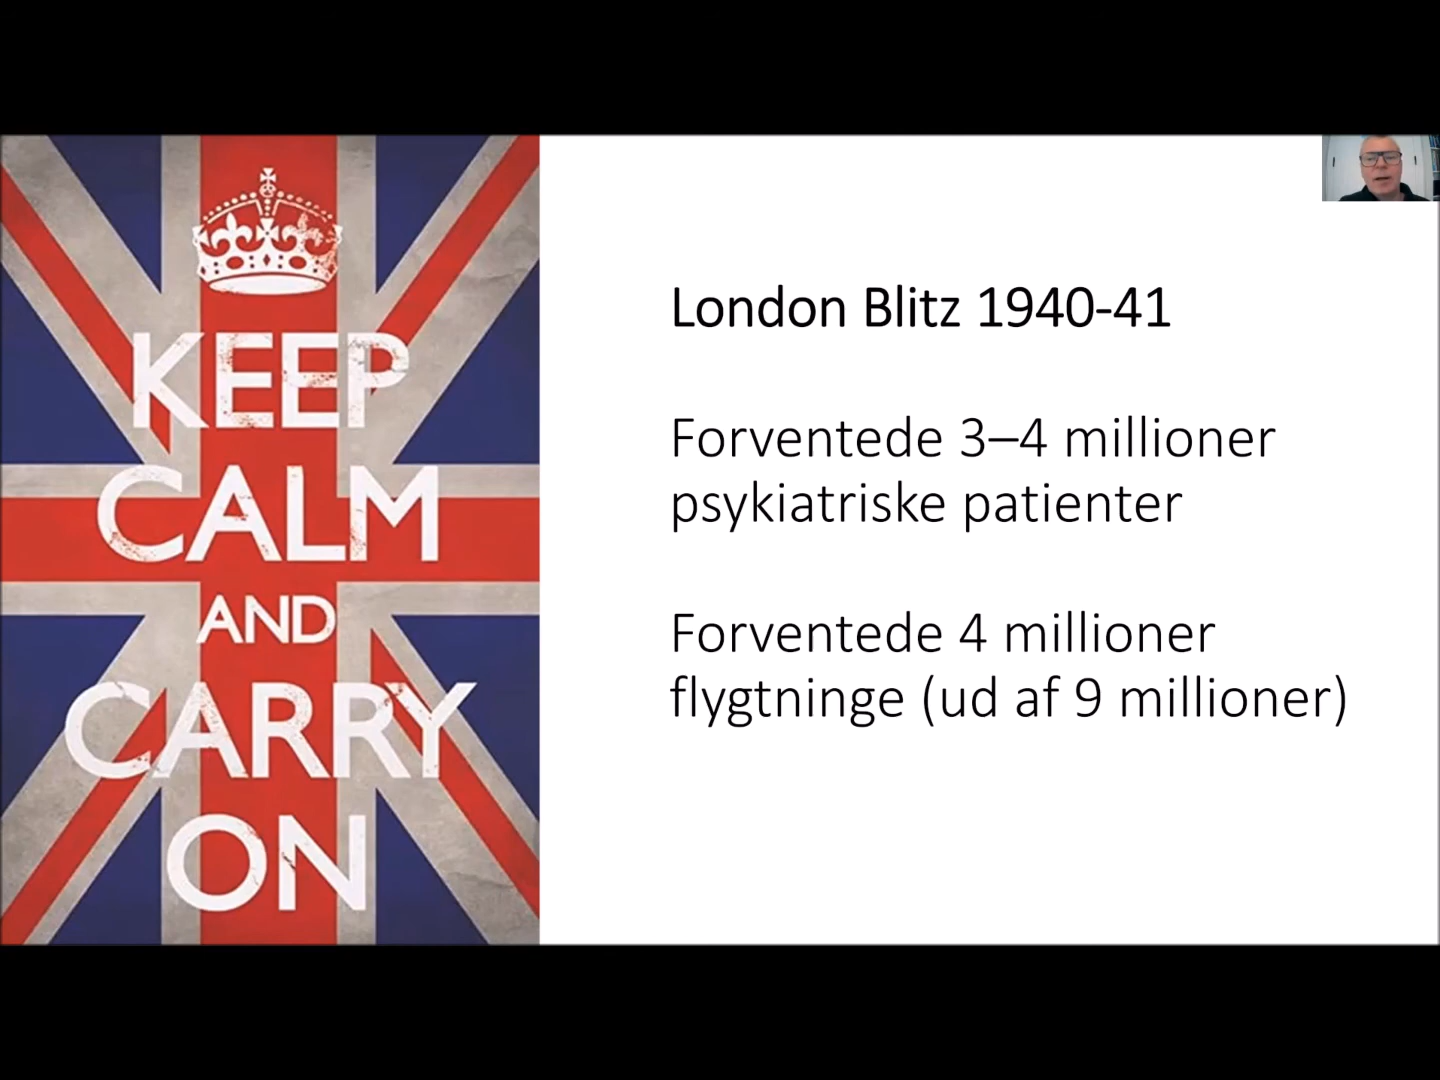 KEEP
CALM
AND
CARRY
ON
London Blitz 1940-41
Forventede 3–4 millioner
psykiatriske patienter
Forventede 4 millioner
flygtninge (ud af 9 millioner)